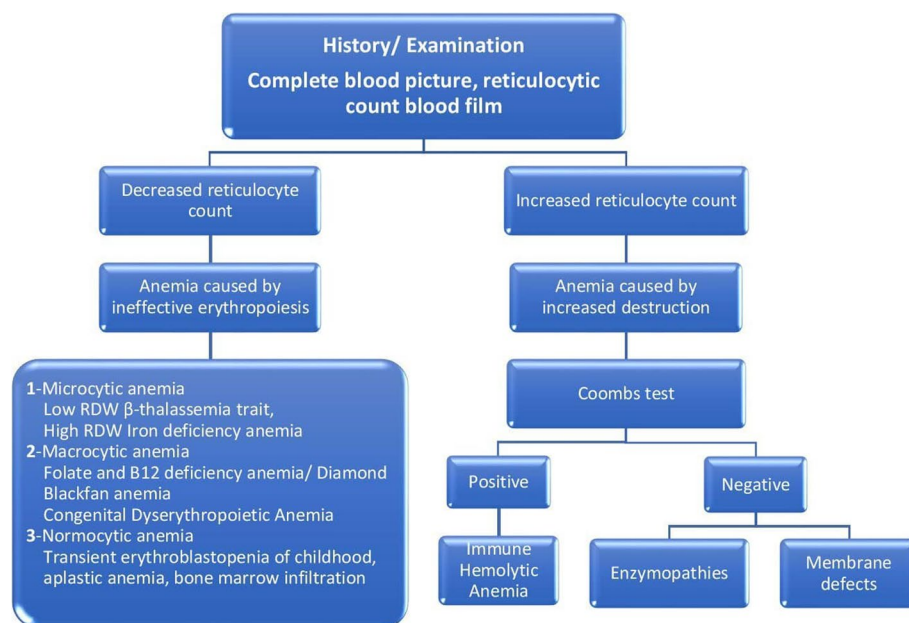 History/ Examination
Complete blood picture, reticulocytic
count blood film
Decreased reticulocyte
count
Increased reticulocyte count
Anemia caused by
ineffective erythropoiesis
Anemia caused by
increased destruction
1-Microcytic anemia
Low RDW β-thalassemia trait,
High RDW Iron deficiency anemia
2-Macrocytic anemia
Folate and B12 deficiency anemia/ Diamond
Blackfan anemia
Congenital Dyserythropoietic Anemia
3-Normocytic anemia
Transient erythroblastopenia of childhood,
aplastic anemia, bone marrow infiltration
Coombs test
Positive
Negative
Immune
Hemolytic
Anemia
Enzymopathies
Membrane
defects